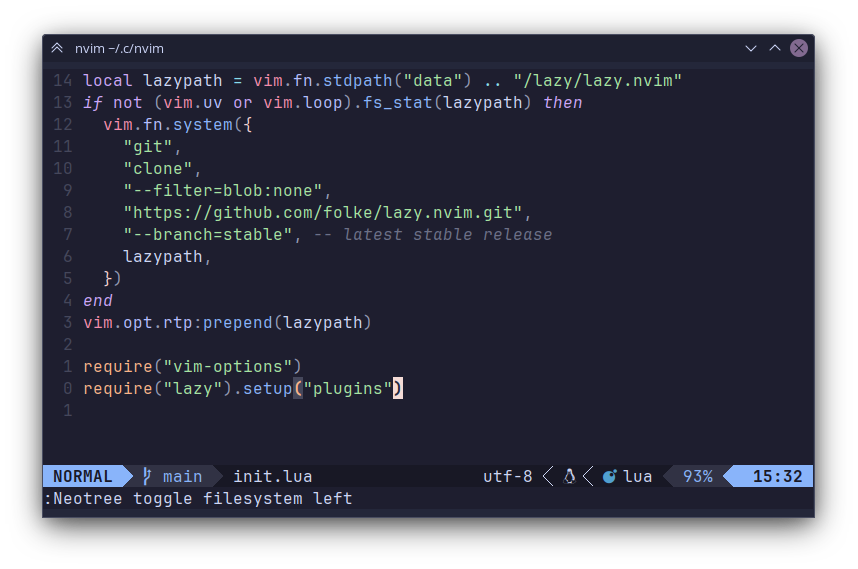 nvim ~/.c/nvim
14 local lazypath = vim.fn.stdpath("data") .. "/lazy/lazy.nvim"
13 if not (vim.uv or vim.loop).fs_stat(lazypath) then
12   vim.fn.system({
11     "git",
10     "clone",
9     "--filter=blob:none",
8     "https://github.com/folke/lazy.nvim.git",
7     "--branch=stable", -- latest stable release
6     lazypath,
5   })
4 end
3 vim.opt.rtp:prepend(lazypath)
2
1 require("vim-options")
0 require("lazy").setup("plugins")
1
NORMAL main init.lua utf-8 lua 93% 15:32
:Neotree toggle filesystem left